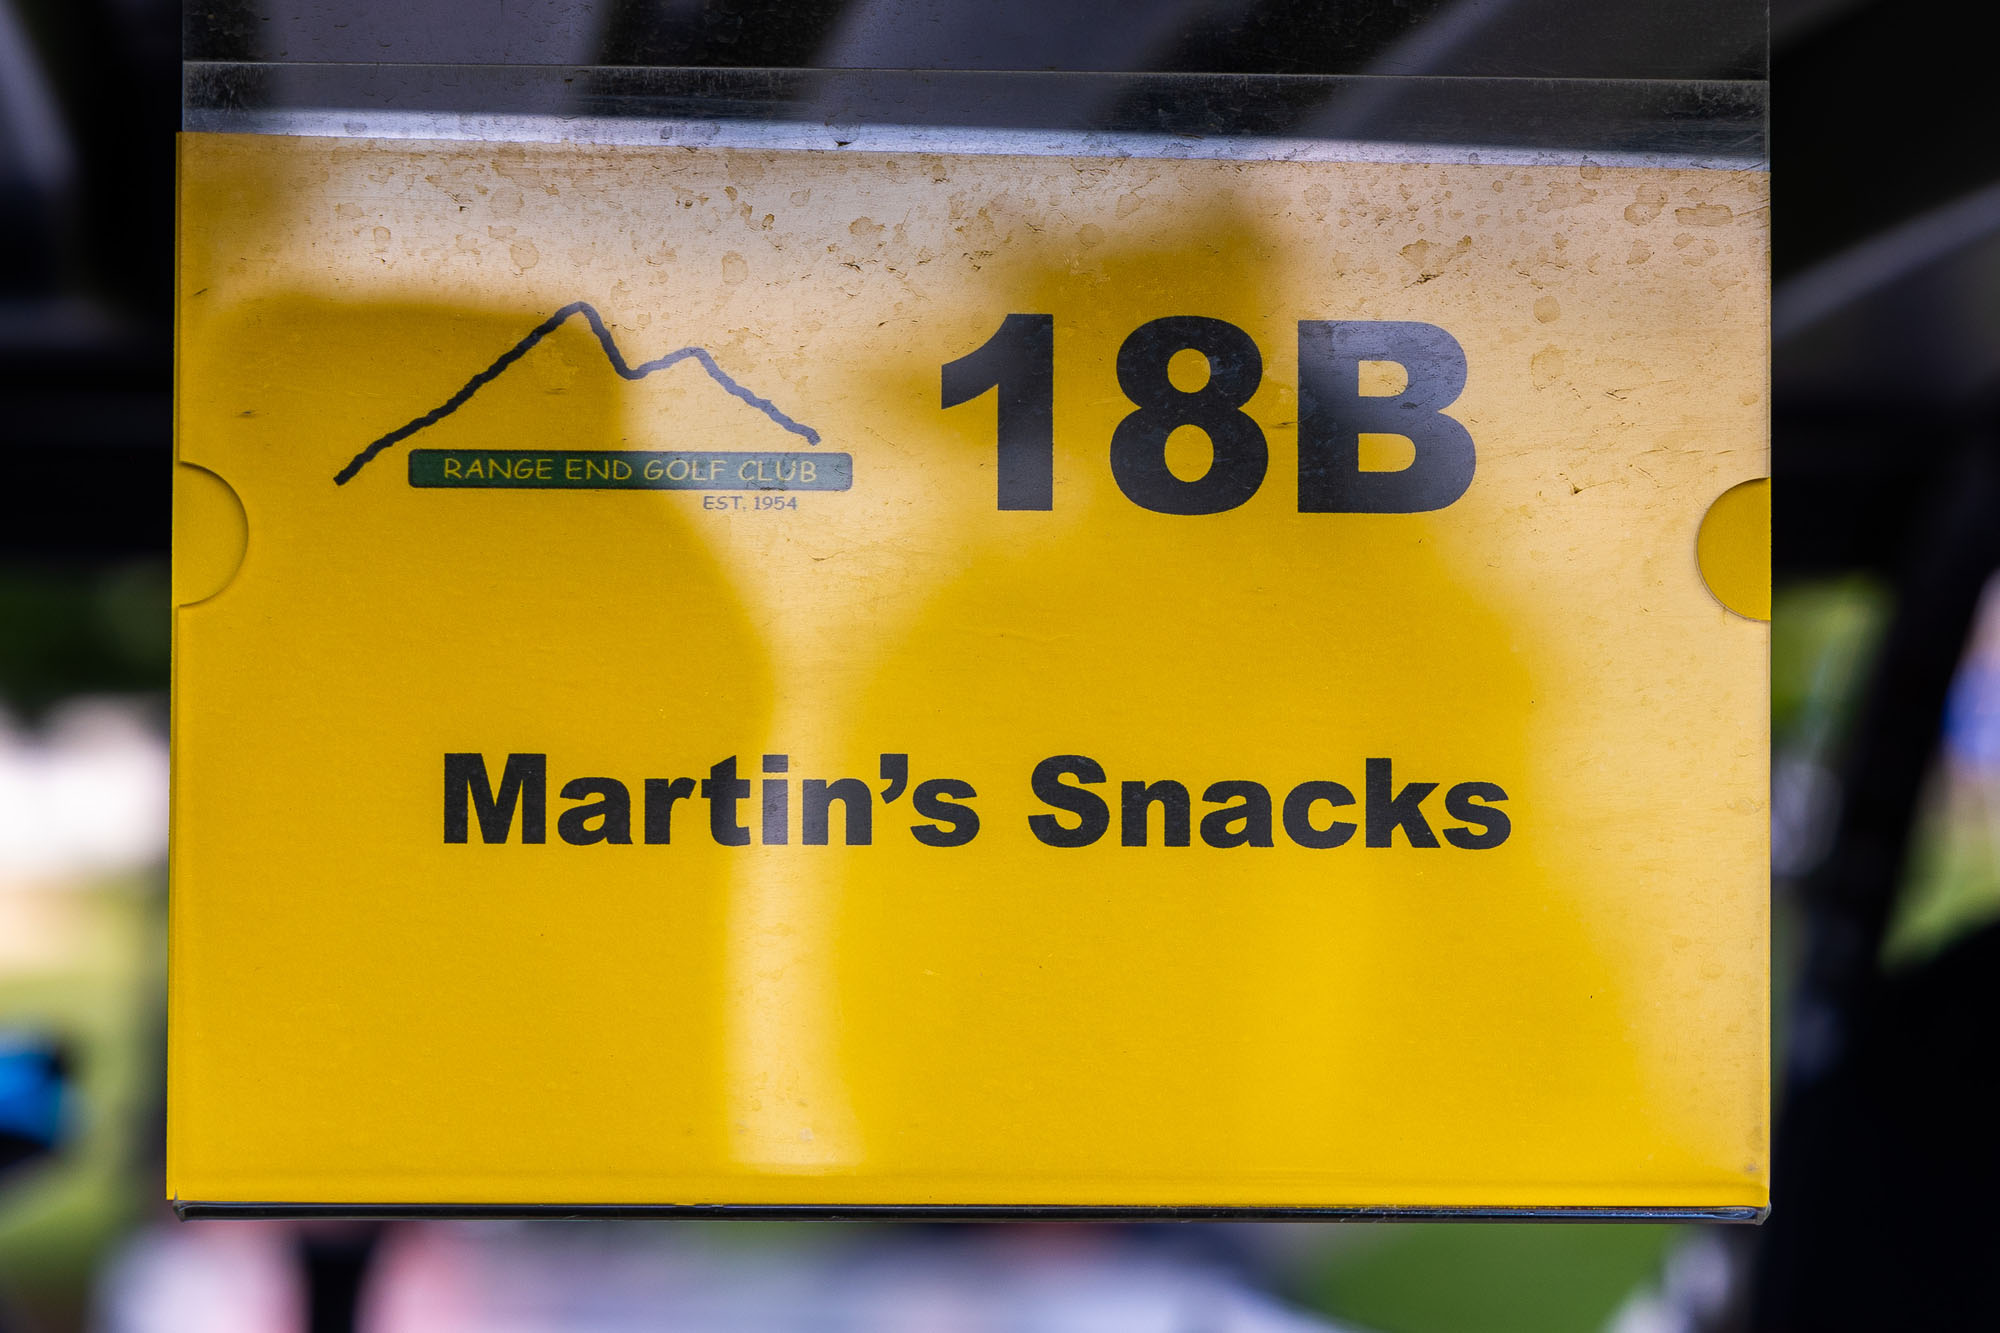 RANGE END GOLF CLUB
EST. 1954
18B
Martin's Snacks